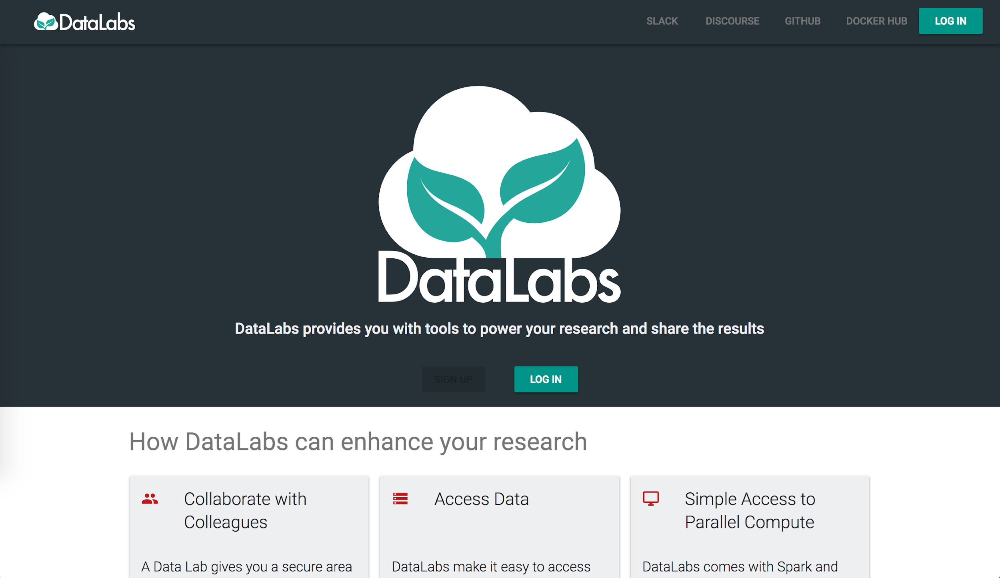 DataLabs
SLACK DISCOURSE GITHUB DOCKER HUB LOG IN
DataLabs
DataLabs provides you with tools to power your research and share the results
SIGN UP LOG IN
How DataLabs can enhance your research
Collaborate with
Colleagues
A Data Lab gives you a secure area
Access Data
DataLabs make it easy to access
Simple Access to
Parallel Compute
DataLabs comes with Spark and